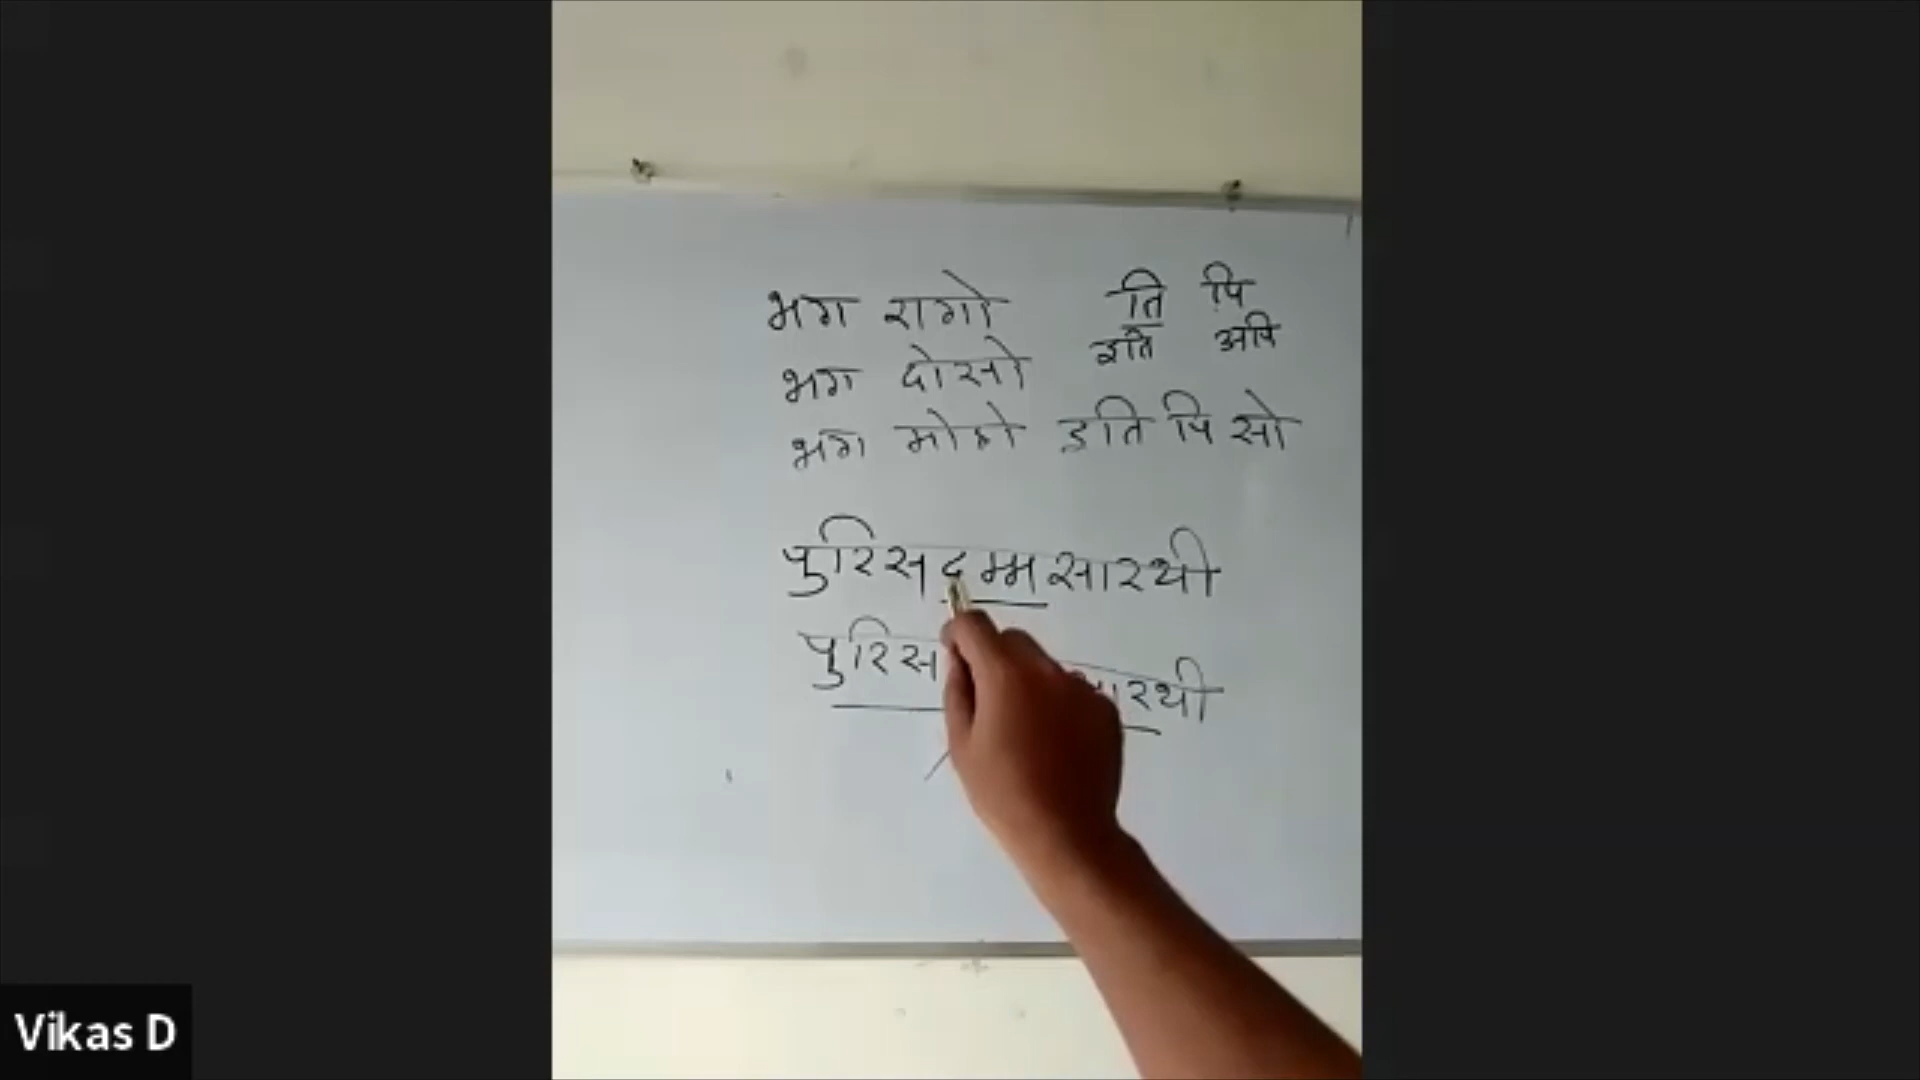 भग रागो ति पि
इति अपि
भग दोसो
भग मोहो इति पि सो
पुरिसदम्मसारथी
पुरिस सारथी
Vikas D